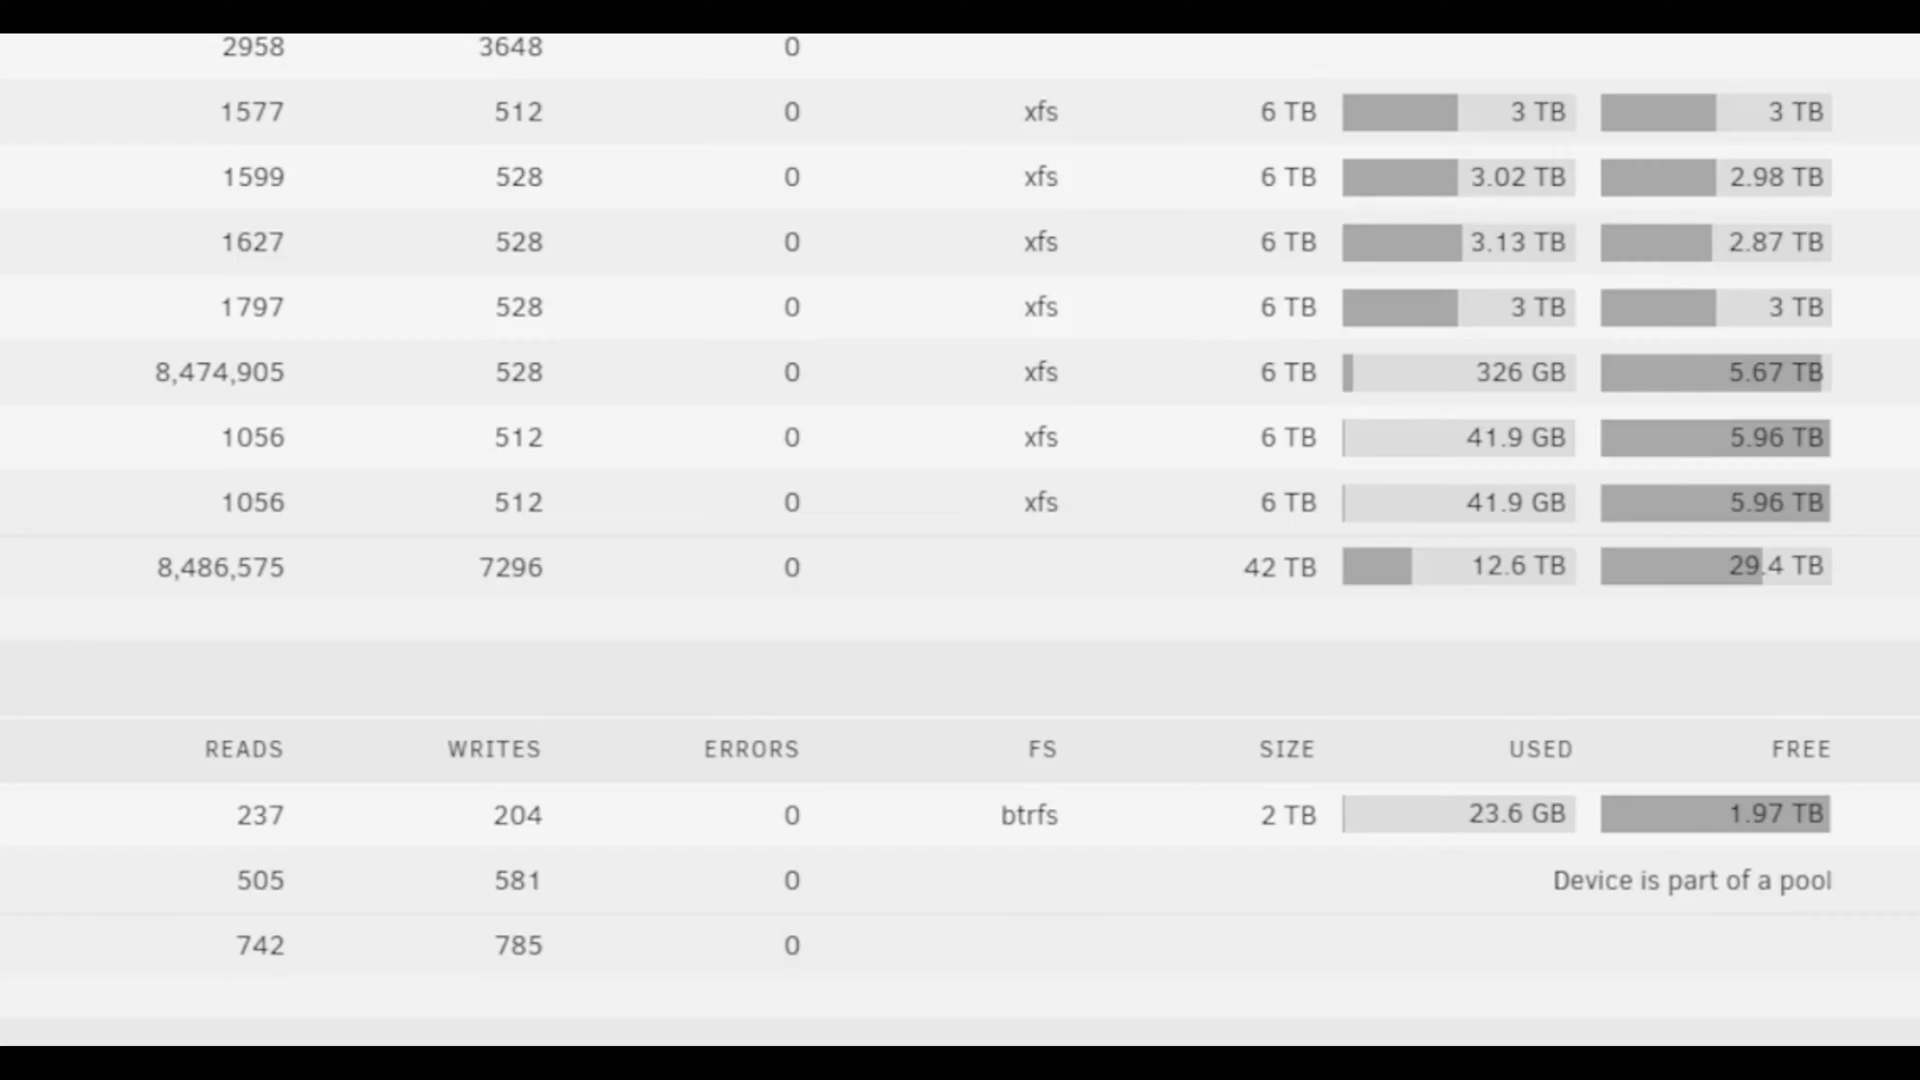 2958 3648 0
1577 512 0 xfs 6 TB 3 TB 3 TB
1599 528 0 xfs 6 TB 3.02 TB 2.98 TB
1627 528 0 xfs 6 TB 3.13 TB 2.87 TB
1797 528 0 xfs 6 TB 3 TB 3 TB
8,474,905 528 0 xfs 6 TB 326 GB 5.67 TB
1056 512 0 xfs 6 TB 41.9 GB 5.96 TB
1056 512 0 xfs 6 TB 41.9 GB 5.96 TB
8,486,575 7296 0 42 TB 12.6 TB 29.4 TB
READS WRITES ERRORS FS SIZE USED FREE
237 204 0 btrfs 2 TB 23.6 GB 1.97 TB
505 581 0 Device is part of a pool
742 785 0